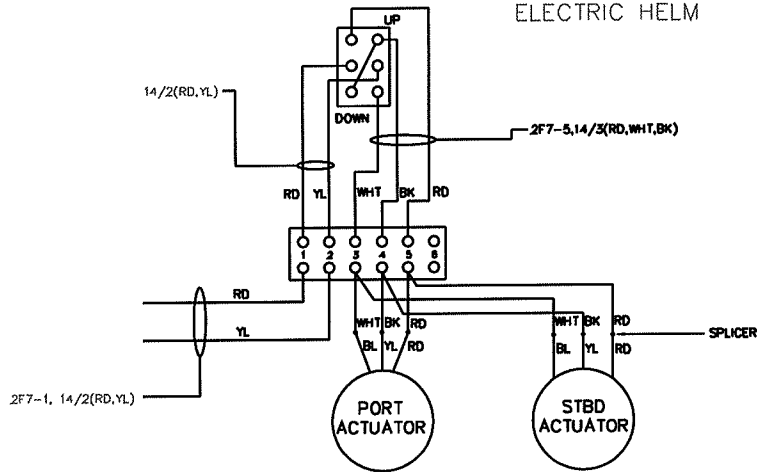 ELECTRIC HELM
UP
14/2(RD,YL)
DOWN
2F7-5,14/3(RD,WHT,BK)
RD YL WHT BK RD
1 2 3 4 5 6
RD
YL
WHT BK RD
BL YL RD
WHT BK RD
BL YL RD
SPLICER
2F7-1, 14/2(RD,YL)
PORT
ACTUATOR
STBD
ACTUATOR